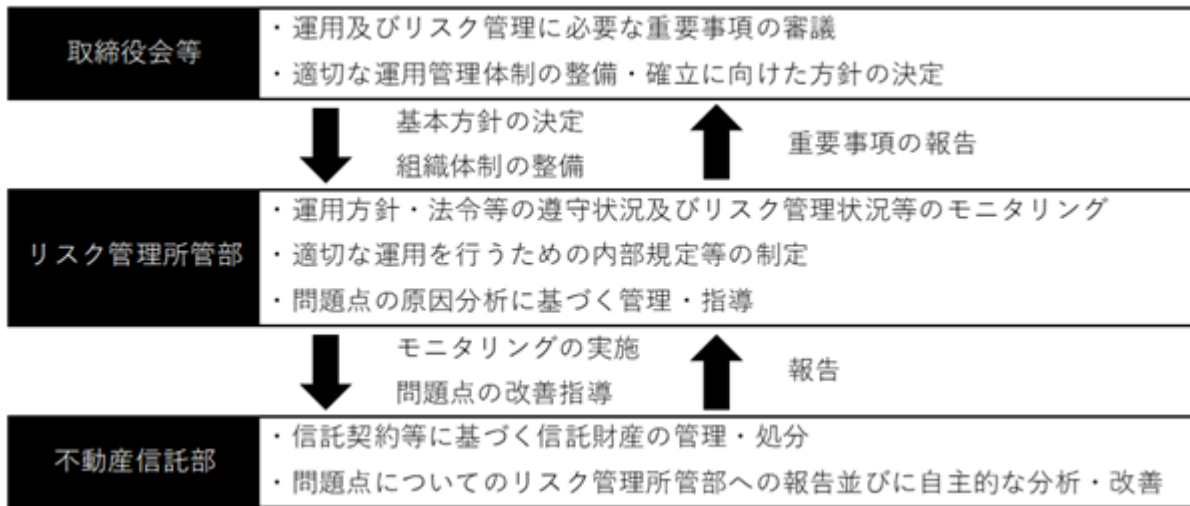 取締役会等
・運用及びリスク管理に必要な重要事項の審議
・適切な運用管理体制の整備・確立に向けた方針の決定
基本方針の決定
組織体制の整備
重要事項の報告
リスク管理所管部
・運用方針・法令等の遵守状況及びリスク管理状況等のモニタリング
・適切な運用を行うための内部規定等の制定
・問題点の原因分析に基づく管理・指導
モニタリングの実施
問題点の改善指導
報告
不動産信託部
・信託契約等に基づく信託財産の管理・処分
・問題点についてのリスク管理所管部への報告並びに自主的な分析・改善